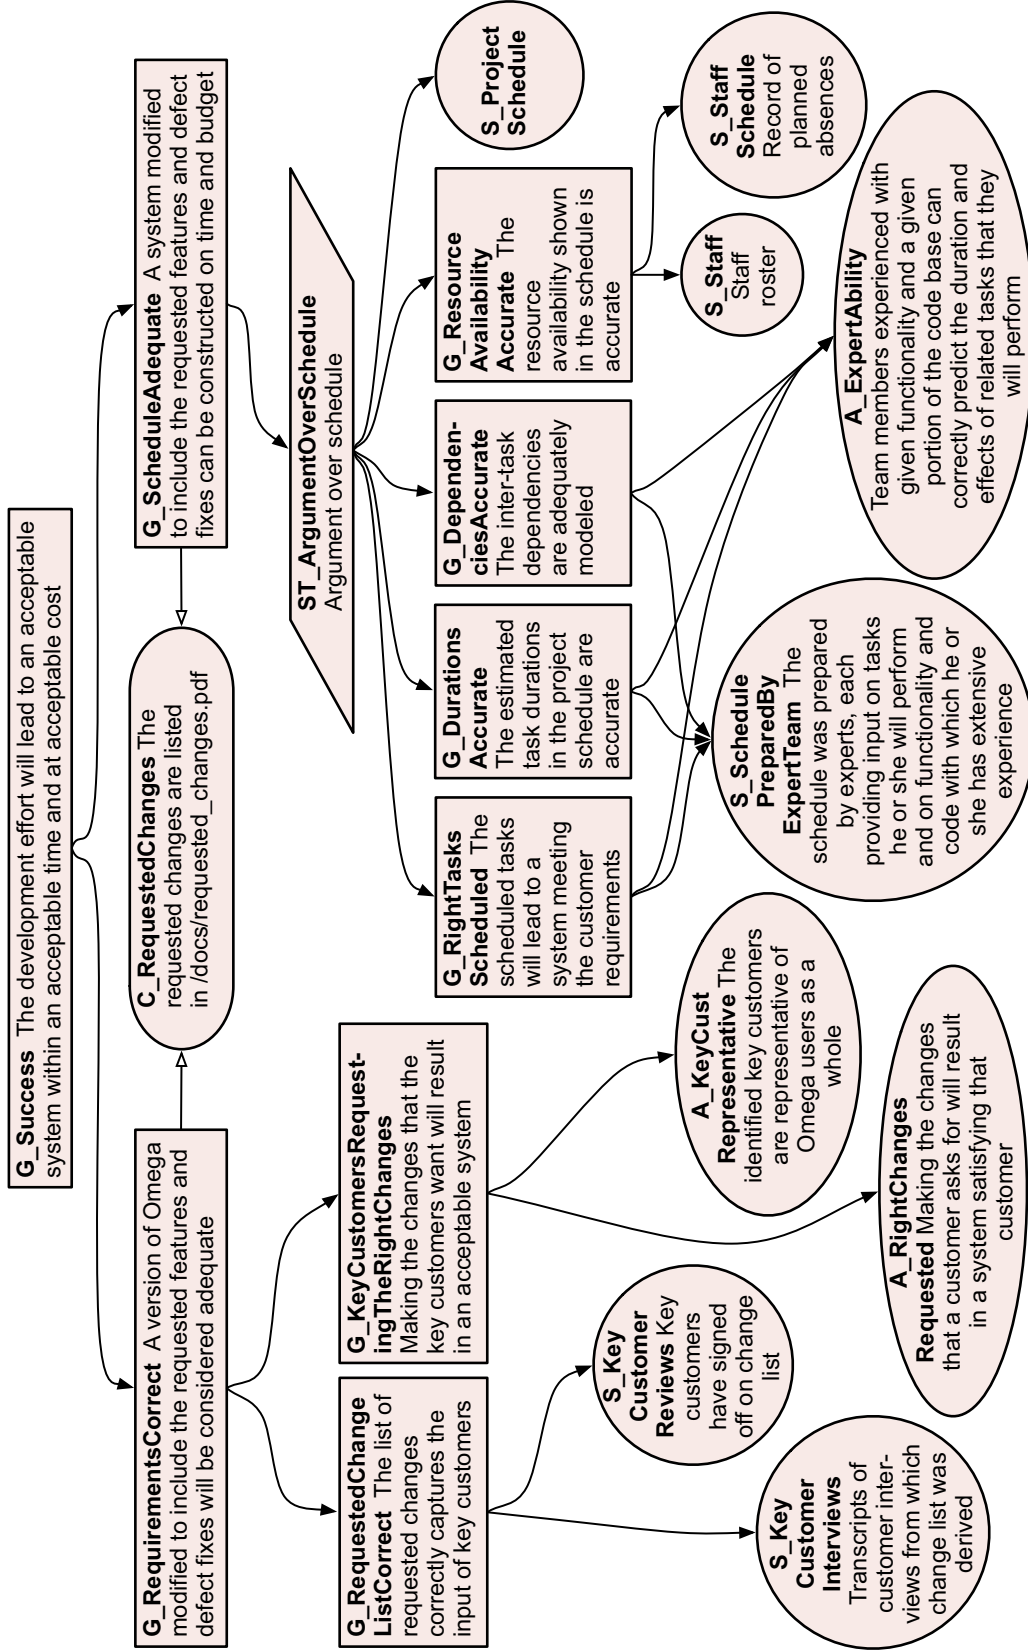 G_Success The development effort will lead to an acceptable
system within an acceptable time and at acceptable cost
G_RequirementsCorrect A version of Omega
modified to include the requested features and
defect fixes will be considered adequate
C_RequestedChanges The
requested changes are listed
in /docs/requested_changes.pdf
G_ScheduleAdequate A system modified
to include the requested features and defect
fixes can be constructed on time and budget
ST_ArgumentOverSchedule
Argument over schedule
G_RequestedChange
ListCorrect The list of
requested changes
correctly captures the
input of key customers
G_KeyCustomersRequest-
ingTheRightChanges
Making the changes that the
key customers want will result
in an acceptable system
G_RightTasks
Scheduled The
scheduled tasks
will lead to a
system meeting
the customer
requirements
G_Durations
Accurate
The estimated
task durations
in the project
schedule are
accurate
G_Dependen-
ciesAccurate
The inter-task
dependencies
are adequately
modeled
G_Resource
Availability
Accurate The
resource
availability shown
in the schedule is
accurate
S_Project
Schedule
S_Key
Customer
Interviews
Transcripts of
customer inter-
views from which
change list was
derived
S_Key
Customer
Reviews Key
customers
have signed
off on change
list
A_RightChanges
Requested Making the changes
that a customer asks for will result
in a system satisfying that
customer
A_KeyCust
Representative The
identified key customers
are representative of
Omega users as a
whole
S_Schedule
PreparedBy
ExpertTeam The
schedule was prepared
by experts, each
providing input on tasks
he or she will perform
and on functionality and
code with which he or
she has extensive
experience
S_Staff
Staff
roster
S_Staff
Schedule
Record of
planned
absences
A_ExpertAbility
Team members experienced with
given functionality and a given
portion of the code base can
correctly predict the duration and
effects of related tasks that they
will perform